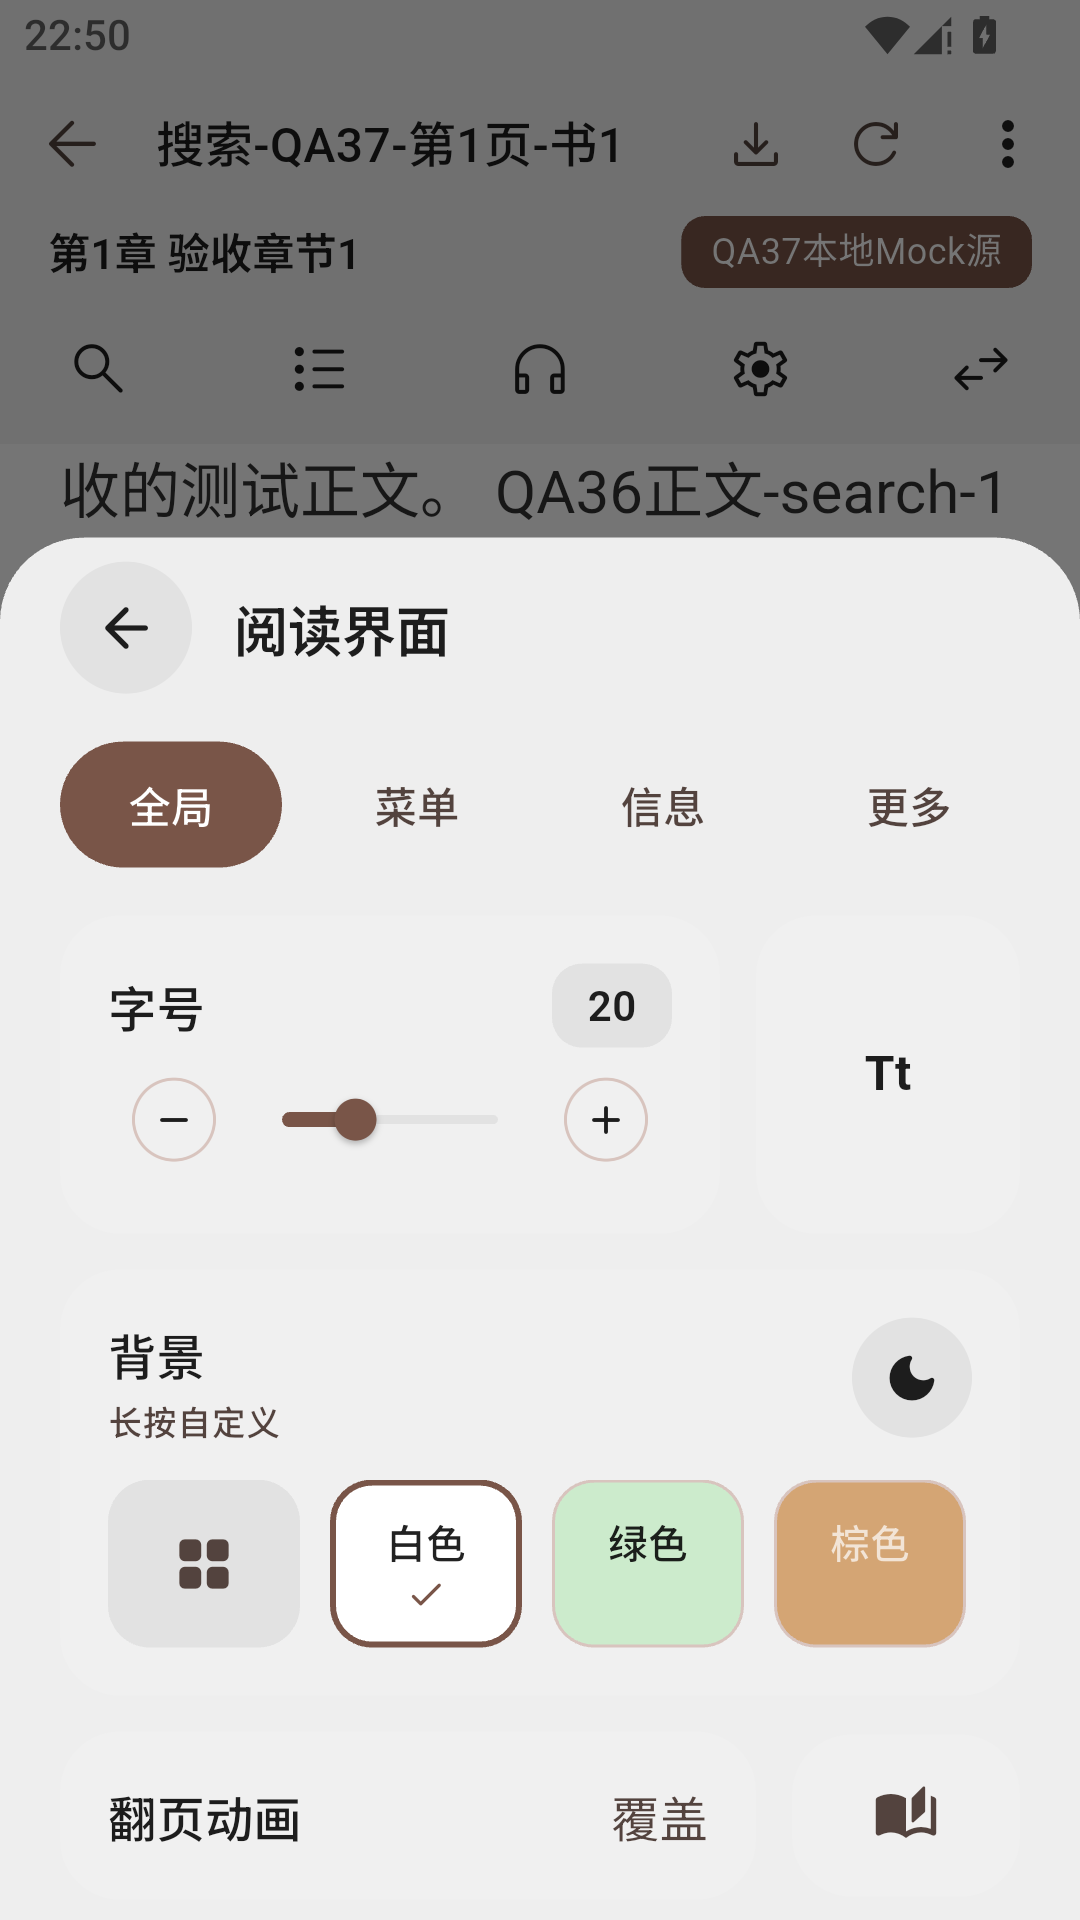 22:50
搜索-QA37-第1页-书1
第1章 验收章节1
QA37本地Mock源
收的测试正文。 QA36正文-search-1
阅读界面
全局 菜单 信息 更多
字号
20
Tt
背景
长按自定义
白色 绿色 棕色
翻页动画 覆盖